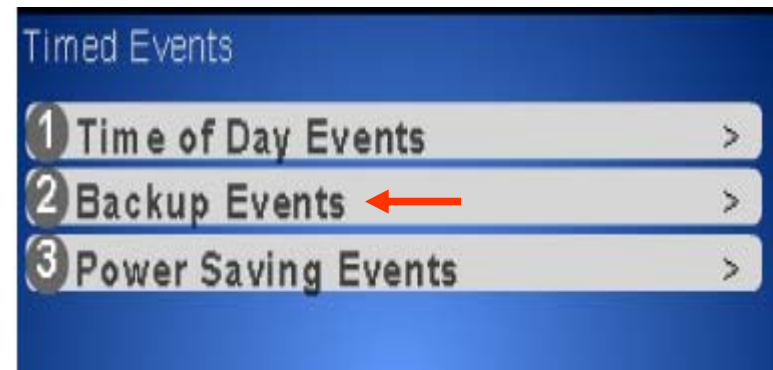 Timed Events
1 Time of Day Events >
2 Backup Events >
3 Power Saving Events >